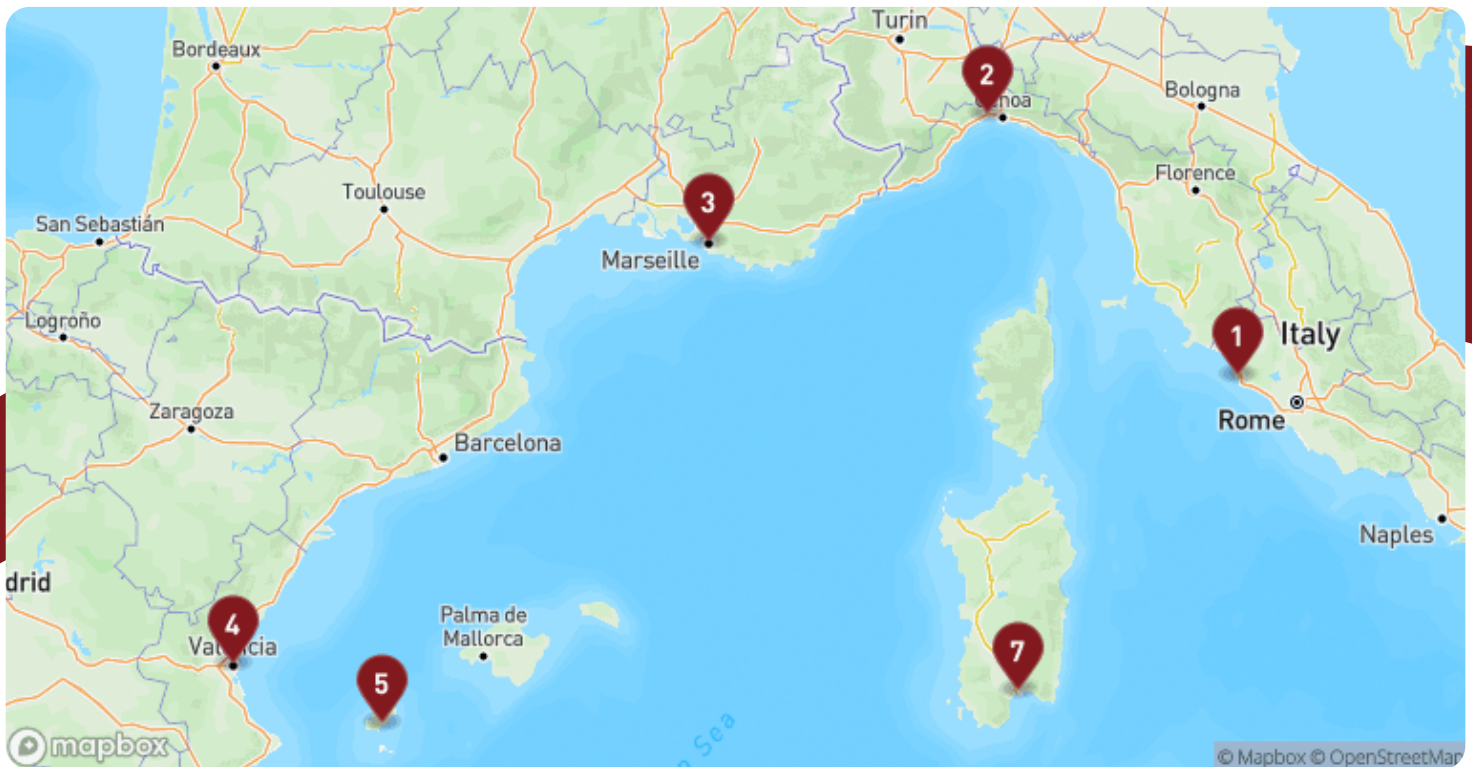 Turin
Bordeaux
2
Genoa
Bologna
Toulouse
Florence
3
San Sebastián
Marseille
Logroño
1
Italy
Zaragoza
Rome
Barcelona
Naples
drid
Palma de
Mallorca
4
Valencia
7
5
Sea
mapbox
© Mapbox © OpenStreetMap